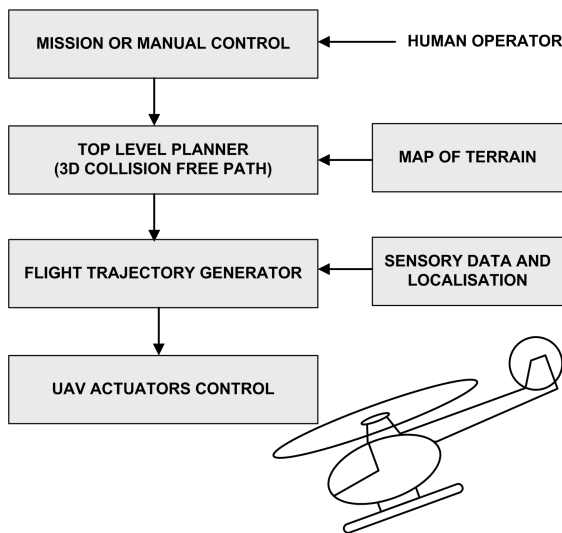 MISSION OR MANUAL CONTROL
HUMAN OPERATOR
TOP LEVEL PLANNER
(3D COLLISION FREE PATH)
MAP OF TERRAIN
FLIGHT TRAJECTORY GENERATOR
SENSORY DATA AND
LOCALISATION
UAV ACTUATORS CONTROL